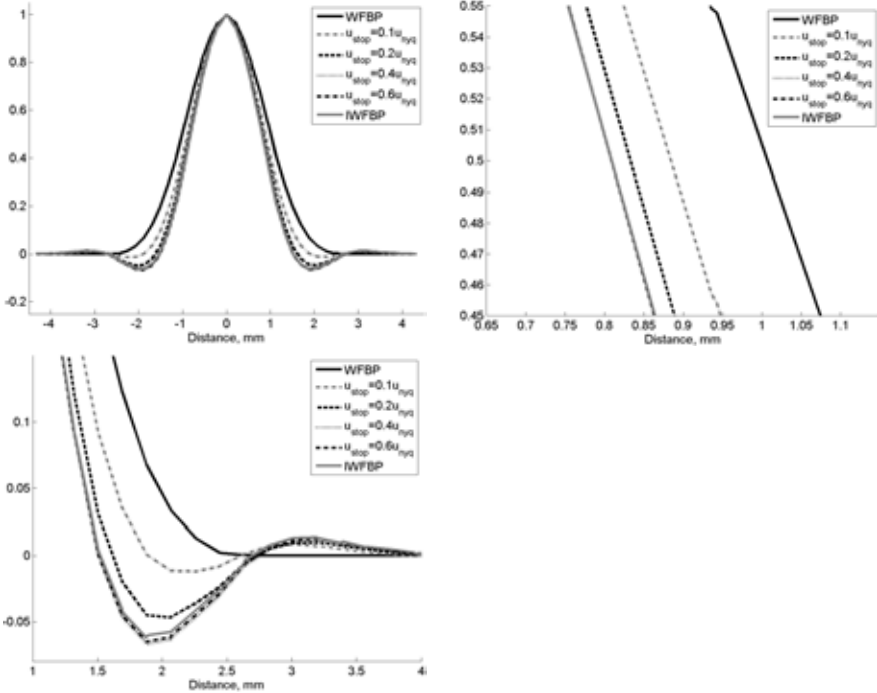 1
0.8
0.6
0.4
0.2
0
-0.2
-4 -3 -2 -1 0 1 2 3 4
Distance, mm
WFBP
u_stop=0.1u_nyq
u_stop=0.2u_nyq
u_stop=0.4u_nyq
u_stop=0.6u_nyq
IWFBP
0.55
0.54
0.53
0.52
0.51
0.5
0.49
0.48
0.47
0.46
0.45
0.65 0.7 0.75 0.8 0.85 0.9 0.95 1 1.05 1.1
Distance, mm
WFBP
u_stop=0.1u_nyq
u_stop=0.2u_nyq
u_stop=0.4u_nyq
u_stop=0.6u_nyq
IWFBP
0.1
0.05
0
-0.05
1 1.5 2 2.5 3 3.5 4
Distance, mm
WFBP
u_stop=0.1u_nyq
u_stop=0.2u_nyq
u_stop=0.4u_nyq
u_stop=0.6u_nyq
IWFBP